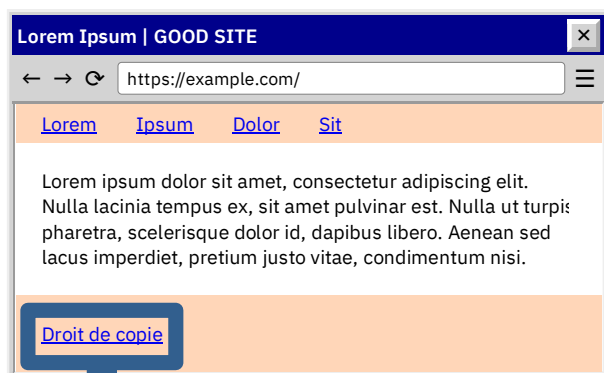 Lorem Ipsum | GOOD SITE
https://example.com/
Lorem Ipsum Dolor Sit
Lorem ipsum dolor sit amet, consectetur adipiscing elit.
Nulla lacinia tempus ex, sit amet pulvinar est. Nulla ut turpis
pharetra, scelerisque dolor id, dapibus libero. Aenean sed
lacus imperdiet, pretium justo vitae, condimentum nisi.
Droit de copie